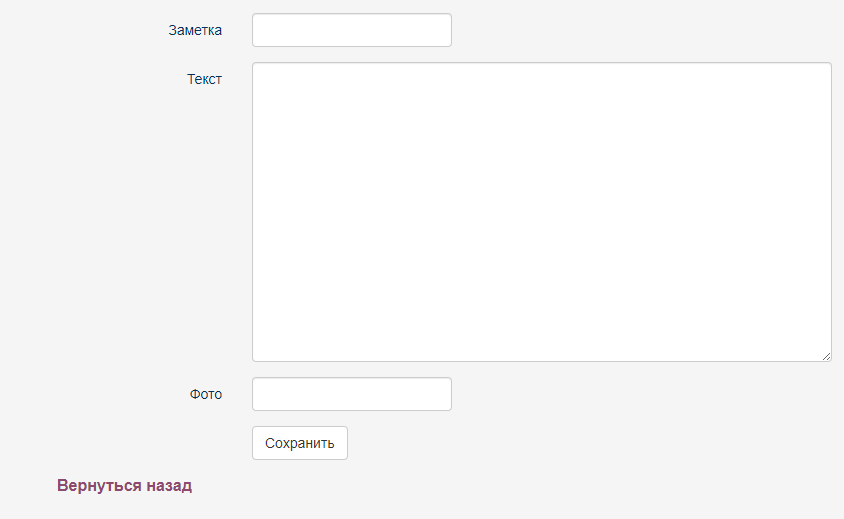 Заметка
Текст
Фото
Сохранить
Вернуться назад